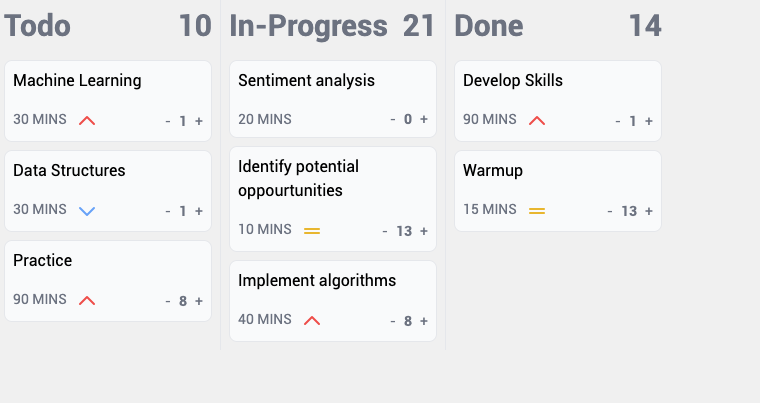 Todo 10
Machine Learning
30 MINS - 1 +
Data Structures
30 MINS - 1 +
Practice
90 MINS - 8 +
In-Progress 21
Sentiment analysis
20 MINS - 0 +
Identify potential
oppourtunities
10 MINS - 13 +
Implement algorithms
40 MINS - 8 +
Done 14
Develop Skills
90 MINS - 1 +
Warmup
15 MINS - 13 +